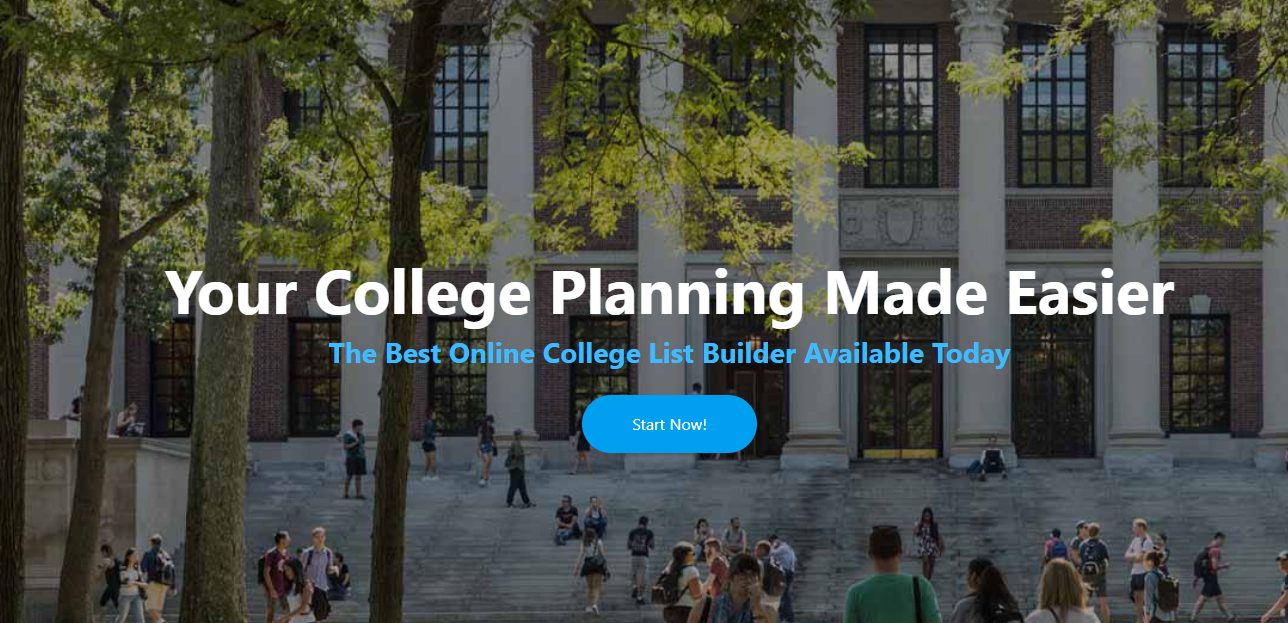 Your College Planning Made Easier
The Best Online College List Builder Available Today
Start Now!